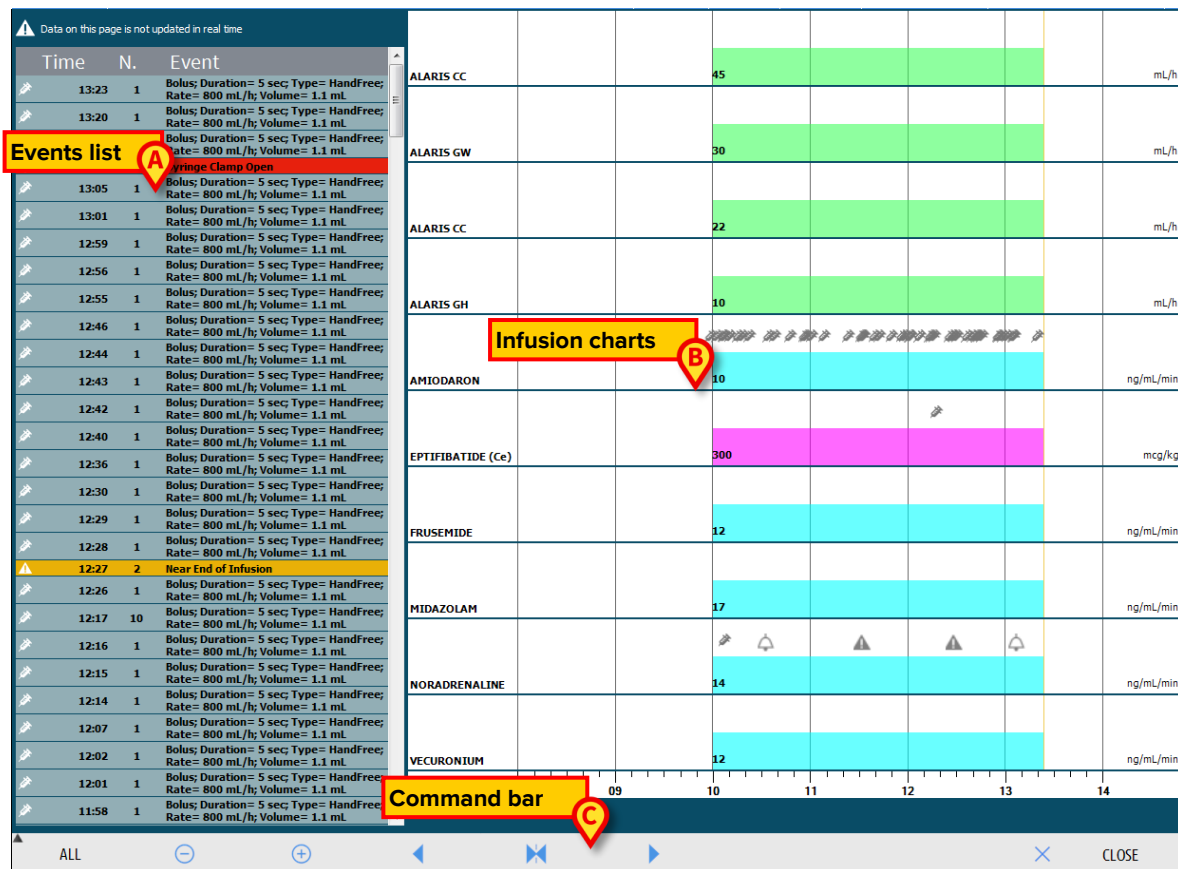 Data on this page is not updated in real time
Time N. Event
13:23 1 Bolus; Duration= 5 sec; Type= HandFree;
Rate= 800 mL/h; Volume= 1.1 mL
13:20 1 Bolus; Duration= 5 sec; Type= HandFree;
Rate= 800 mL/h; Volume= 1.1 mL
Bolus; Duration= 5 sec; Type= HandFree;
Rate= 800 mL/h; Volume= 1.1 mL
Events list A
Syringe Clamp Open
13:05 1 Bolus; Duration= 5 sec; Type= HandFree;
Rate= 800 mL/h; Volume= 1.1 mL
13:01 1 Bolus; Duration= 5 sec; Type= HandFree;
Rate= 800 mL/h; Volume= 1.1 mL
12:59 1 Bolus; Duration= 5 sec; Type= HandFree;
Rate= 800 mL/h; Volume= 1.1 mL
12:56 1 Bolus; Duration= 5 sec; Type= HandFree;
Rate= 800 mL/h; Volume= 1.1 mL
12:55 1 Bolus; Duration= 5 sec; Type= HandFree;
Rate= 800 mL/h; Volume= 1.1 mL
12:46 1 Bolus; Duration= 5 sec; Type= HandFree;
Rate= 800 mL/h; Volume= 1.1 mL
12:44 1 Bolus; Duration= 5 sec; Type= HandFree;
Rate= 800 mL/h; Volume= 1.1 mL
12:43 1 Bolus; Duration= 5 sec; Type= HandFree;
Rate= 800 mL/h; Volume= 1.1 mL
12:42 1 Bolus; Duration= 5 sec; Type= HandFree;
Rate= 800 mL/h; Volume= 1.1 mL
12:40 1 Bolus; Duration= 5 sec; Type= HandFree;
Rate= 800 mL/h; Volume= 1.1 mL
12:36 1 Bolus; Duration= 5 sec; Type= HandFree;
Rate= 800 mL/h; Volume= 1.1 mL
12:30 1 Bolus; Duration= 5 sec; Type= HandFree;
Rate= 800 mL/h; Volume= 1.1 mL
12:29 1 Bolus; Duration= 5 sec; Type= HandFree;
Rate= 800 mL/h; Volume= 1.1 mL
12:28 1 Bolus; Duration= 5 sec; Type= HandFree;
Rate= 800 mL/h; Volume= 1.1 mL
12:27 2 Near End of Infusion
12:26 1 Bolus; Duration= 5 sec; Type= HandFree;
Rate= 800 mL/h; Volume= 1.1 mL
12:17 10 Bolus; Duration= 5 sec; Type= HandFree;
Rate= 800 mL/h; Volume= 1.1 mL
12:16 1 Bolus; Duration= 5 sec; Type= HandFree;
Rate= 800 mL/h; Volume= 1.1 mL
12:15 1 Bolus; Duration= 5 sec; Type= HandFree;
Rate= 800 mL/h; Volume= 1.1 mL
12:14 1 Bolus; Duration= 5 sec; Type= HandFree;
Rate= 800 mL/h; Volume= 1.1 mL
12:07 1 Bolus; Duration= 5 sec; Type= HandFree;
Rate= 800 mL/h; Volume= 1.1 mL
12:02 1 Bolus; Duration= 5 sec; Type= HandFree;
Rate= 800 mL/h; Volume= 1.1 mL
12:01 1 Bolus; Duration= 5 sec; Type= HandFree;
Rate= 800 mL/h; Volume= 1.1 mL
11:58 1 Bolus; Duration= 5 sec; Type= HandFree;
Rate= 800 mL/h; Volume= 1.1 mL
ALARIS CC 45 mL/h
ALARIS GW 30 mL/h
ALARIS CC 22 mL/h
ALARIS GH 10 mL/h
Infusion charts B
AMIODARON 10 ng/mL/min
EPTIFIBATIDE (Ce) 300 mcg/kg
FRUSEMIDE 12 ng/mL/min
MIDAZOLAM 17 ng/mL/min
NORADRENALINE 14 ng/mL/min
VECURONIUM 12 ng/mL/min
09 10 11 12 13 14
Command bar C
ALL CLOSE